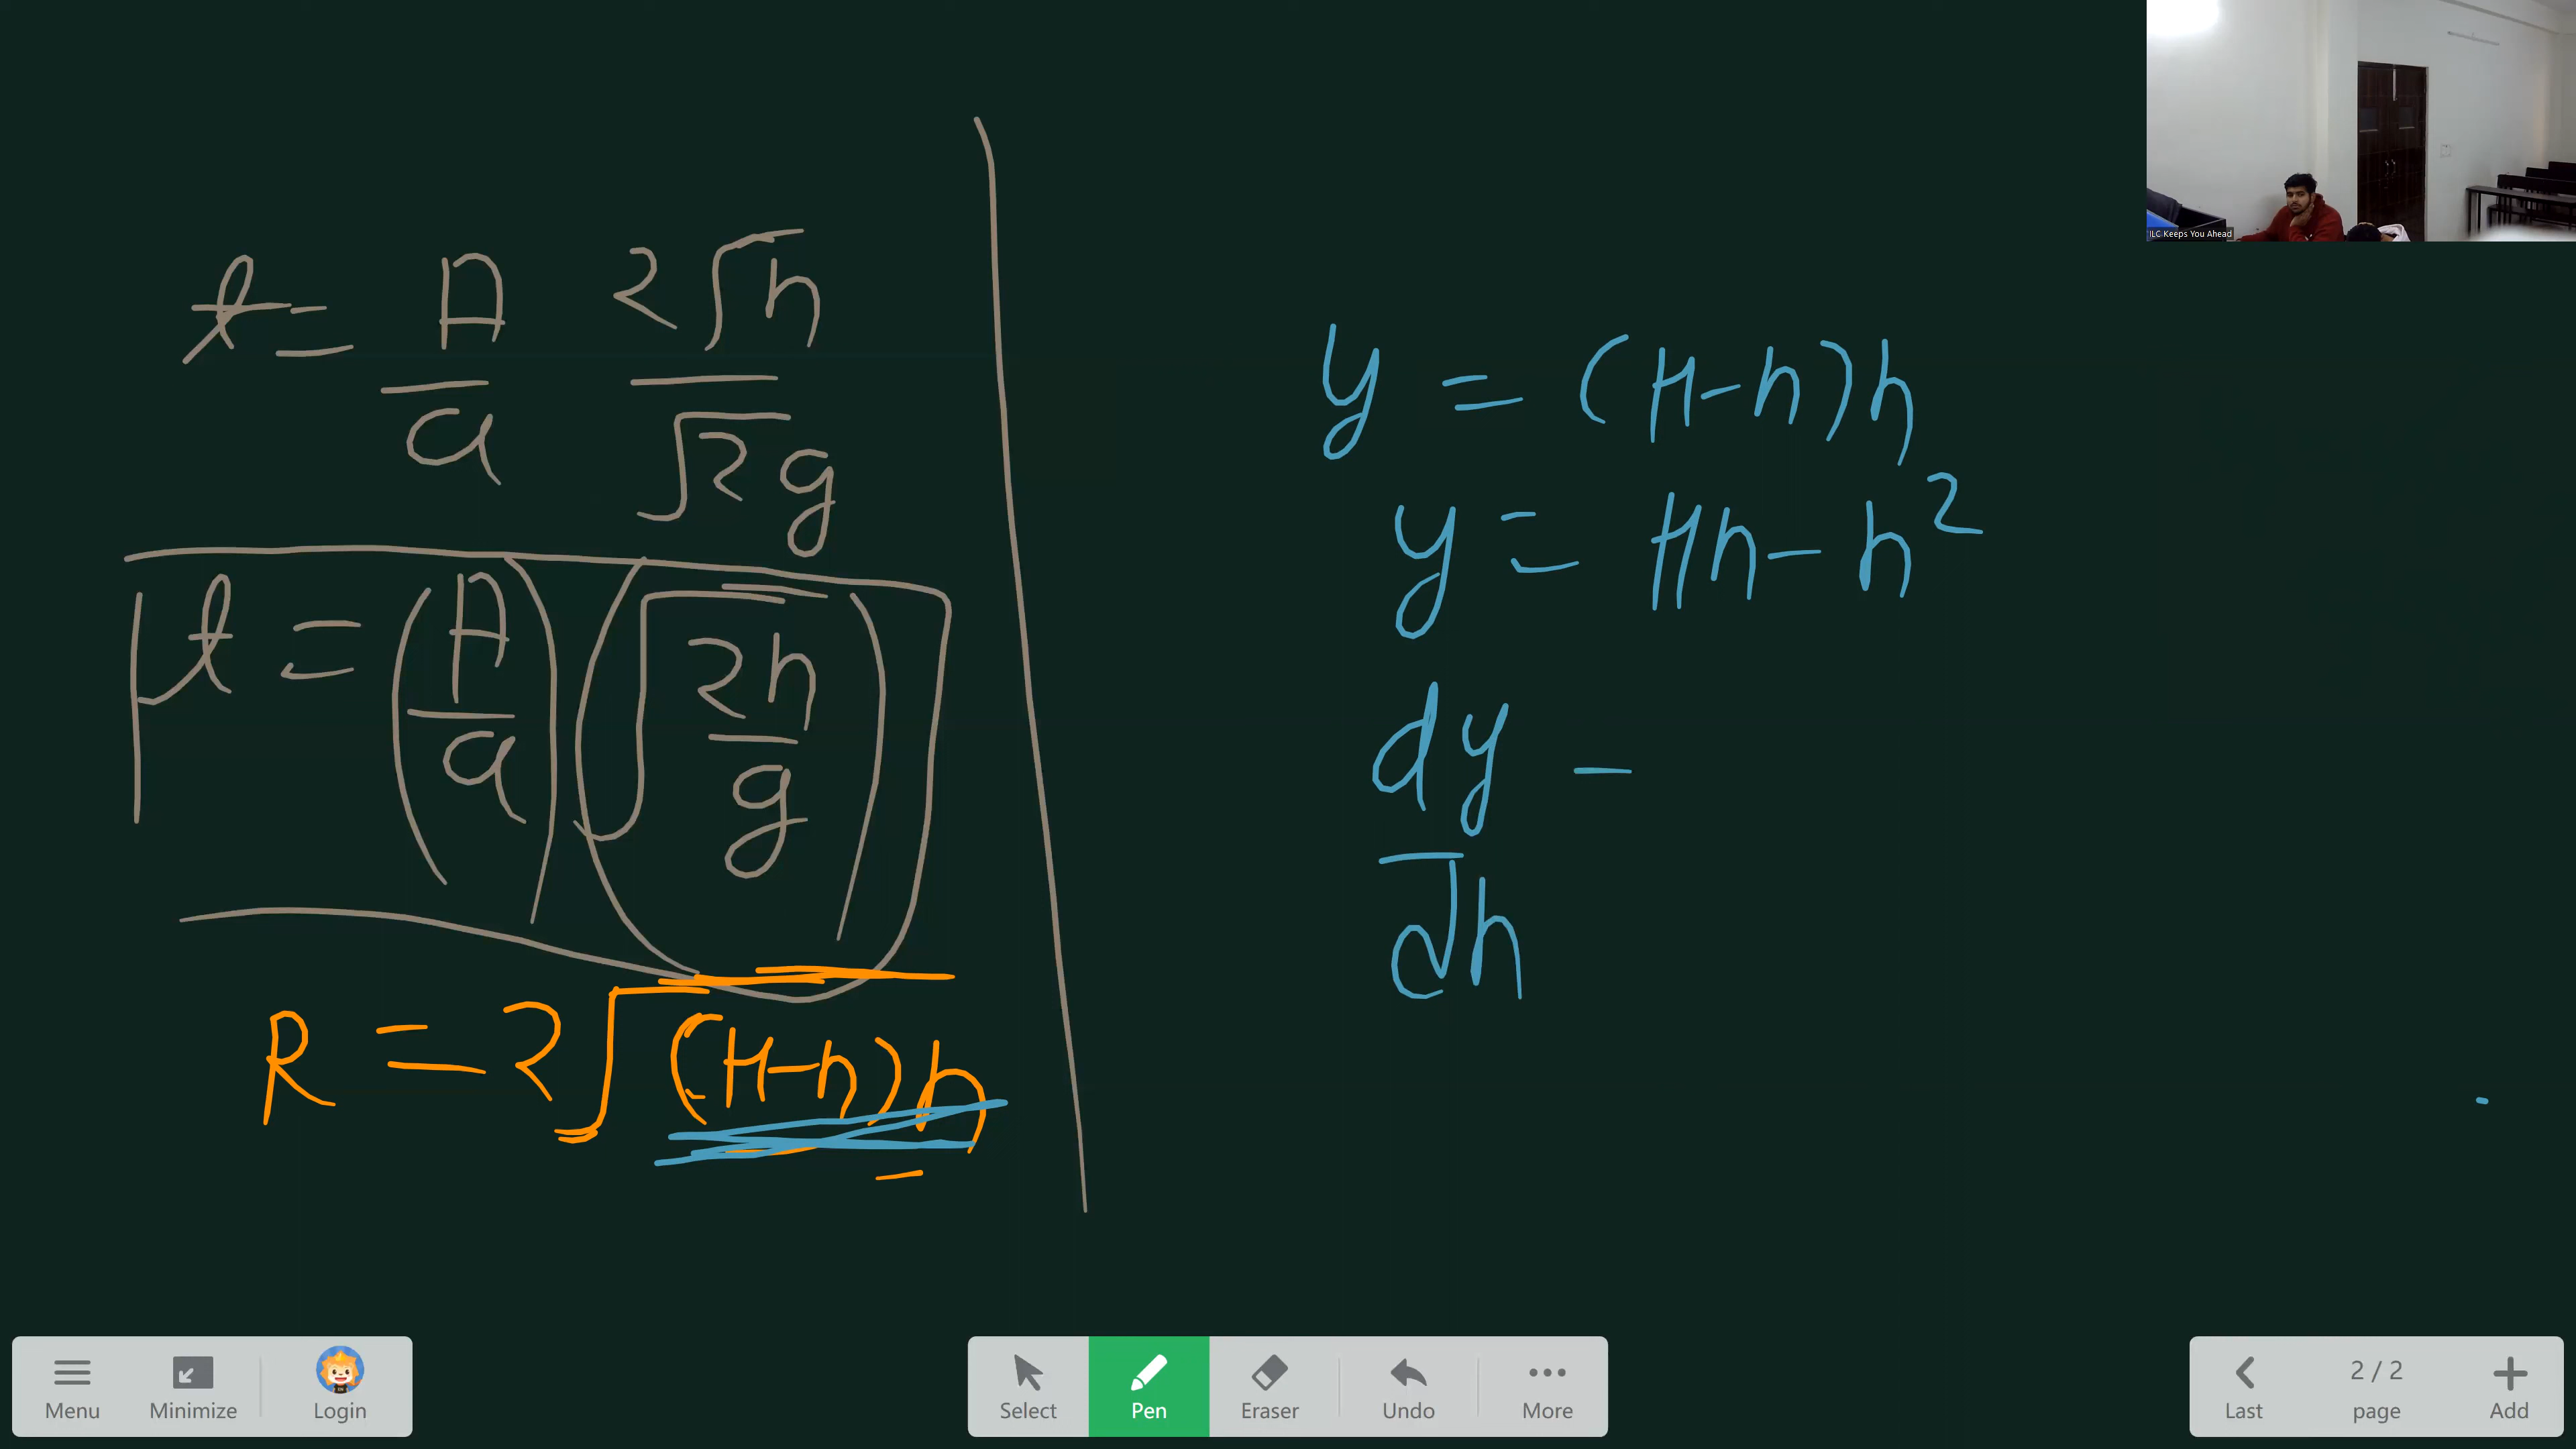 t = A/a 2√h/√2g
t = (A/a) (√2h/g)
R = 2√(H-h)h
y = (H-h)h
y = Hh - h²
dy/dh -
ILC Keeps You Ahead
Menu Minimize Login
Select Pen Eraser Undo More
Last 2 / 2 page Add